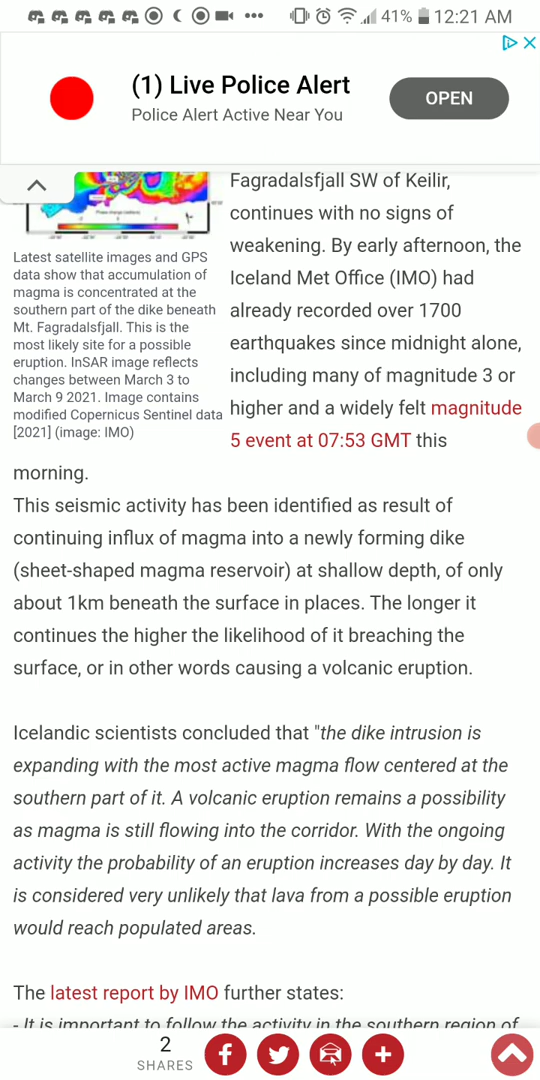 41% 12:21 AM
(1) Live Police Alert
Police Alert Active Near You
OPEN
Fagradalsfjall SW of Keilir,
continues with no signs of
weakening. By early afternoon, the
Iceland Met Office (IMO) had
already recorded over 1700
earthquakes since midnight alone,
including many of magnitude 3 or
higher and a widely felt magnitude
5 event at 07:53 GMT this
morning.
Latest satellite images and GPS
data show that accumulation of
magma is concentrated at the
southern part of the dike beneath
Mt. Fagradalsfjall. This is the
most likely site for a possible
eruption. InSAR image reflects
changes between March 3 to
March 9 2021. Image contains
modified Copernicus Sentinel data
[2021] (image: IMO)
This seismic activity has been identified as result of
continuing influx of magma into a newly forming dike
(sheet-shaped magma reservoir) at shallow depth, of only
about 1km beneath the surface in places. The longer it
continues the higher the likelihood of it breaching the
surface, or in other words causing a volcanic eruption.
Icelandic scientists concluded that "the dike intrusion is
expanding with the most active magma flow centered at the
southern part of it. A volcanic eruption remains a possibility
as magma is still flowing into the corridor. With the ongoing
activity the probability of an eruption increases day by day. It
is considered very unlikely that lava from a possible eruption
would reach populated areas.
The latest report by IMO further states:
- It is important to follow the activity in the southern region of
2
SHARES